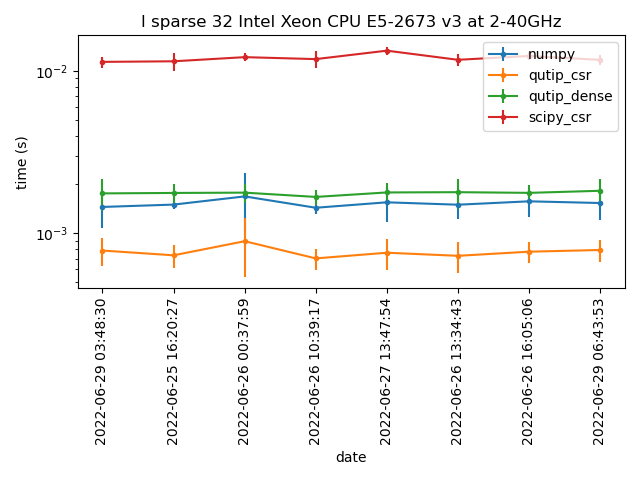 I sparse 32 Intel Xeon CPU E5-2673 v3 at 2-40GHz
numpy
qutip_csr
qutip_dense
scipy_csr
time (s)
10⁻²
10⁻³
2022-06-29 03:48:30
2022-06-25 16:20:27
2022-06-26 00:37:59
2022-06-26 10:39:17
2022-06-27 13:47:54
2022-06-26 13:34:43
2022-06-26 16:05:06
2022-06-29 06:43:53
date